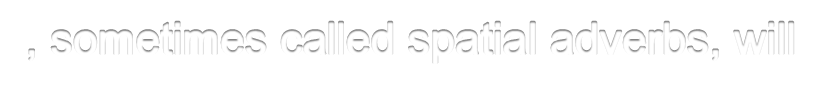 , sometimes called spatial adverbs, will